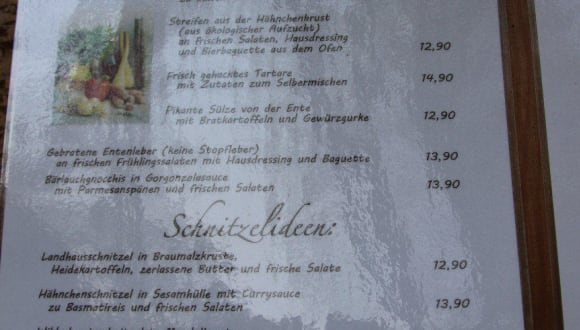 Streifen aus der Hähnchenbrust
(aus ökologischer Aufzucht)
an frischen Salaten, Hausdressing
und Bierbaguette aus dem Ofen 12,90
Frisch gehacktes Tartare
mit Zutaten zum Selbermischen 14,90
Pikante Sülze von der Ente
mit Bratkartoffeln und Gewürzgurke 12,90
Gebratene Entenleber (keine Stopfleber)
an frischen Frühlingssalaten mit Hausdressing und Baguette 13,90
Bärlauchgnocchis in Gorgonzolasauce
mit Parmesanspänen und frischen Salaten 13,90
Schnitzelideen:
Landhausschnitzel in Braumalzkruste,
Heidekartoffeln, zerlassene Butter und frische Salate 12,90
Hähnchenschnitzel in Sesamhülle mit Currysauce
zu Basmatireis und frischen Salaten 13,90